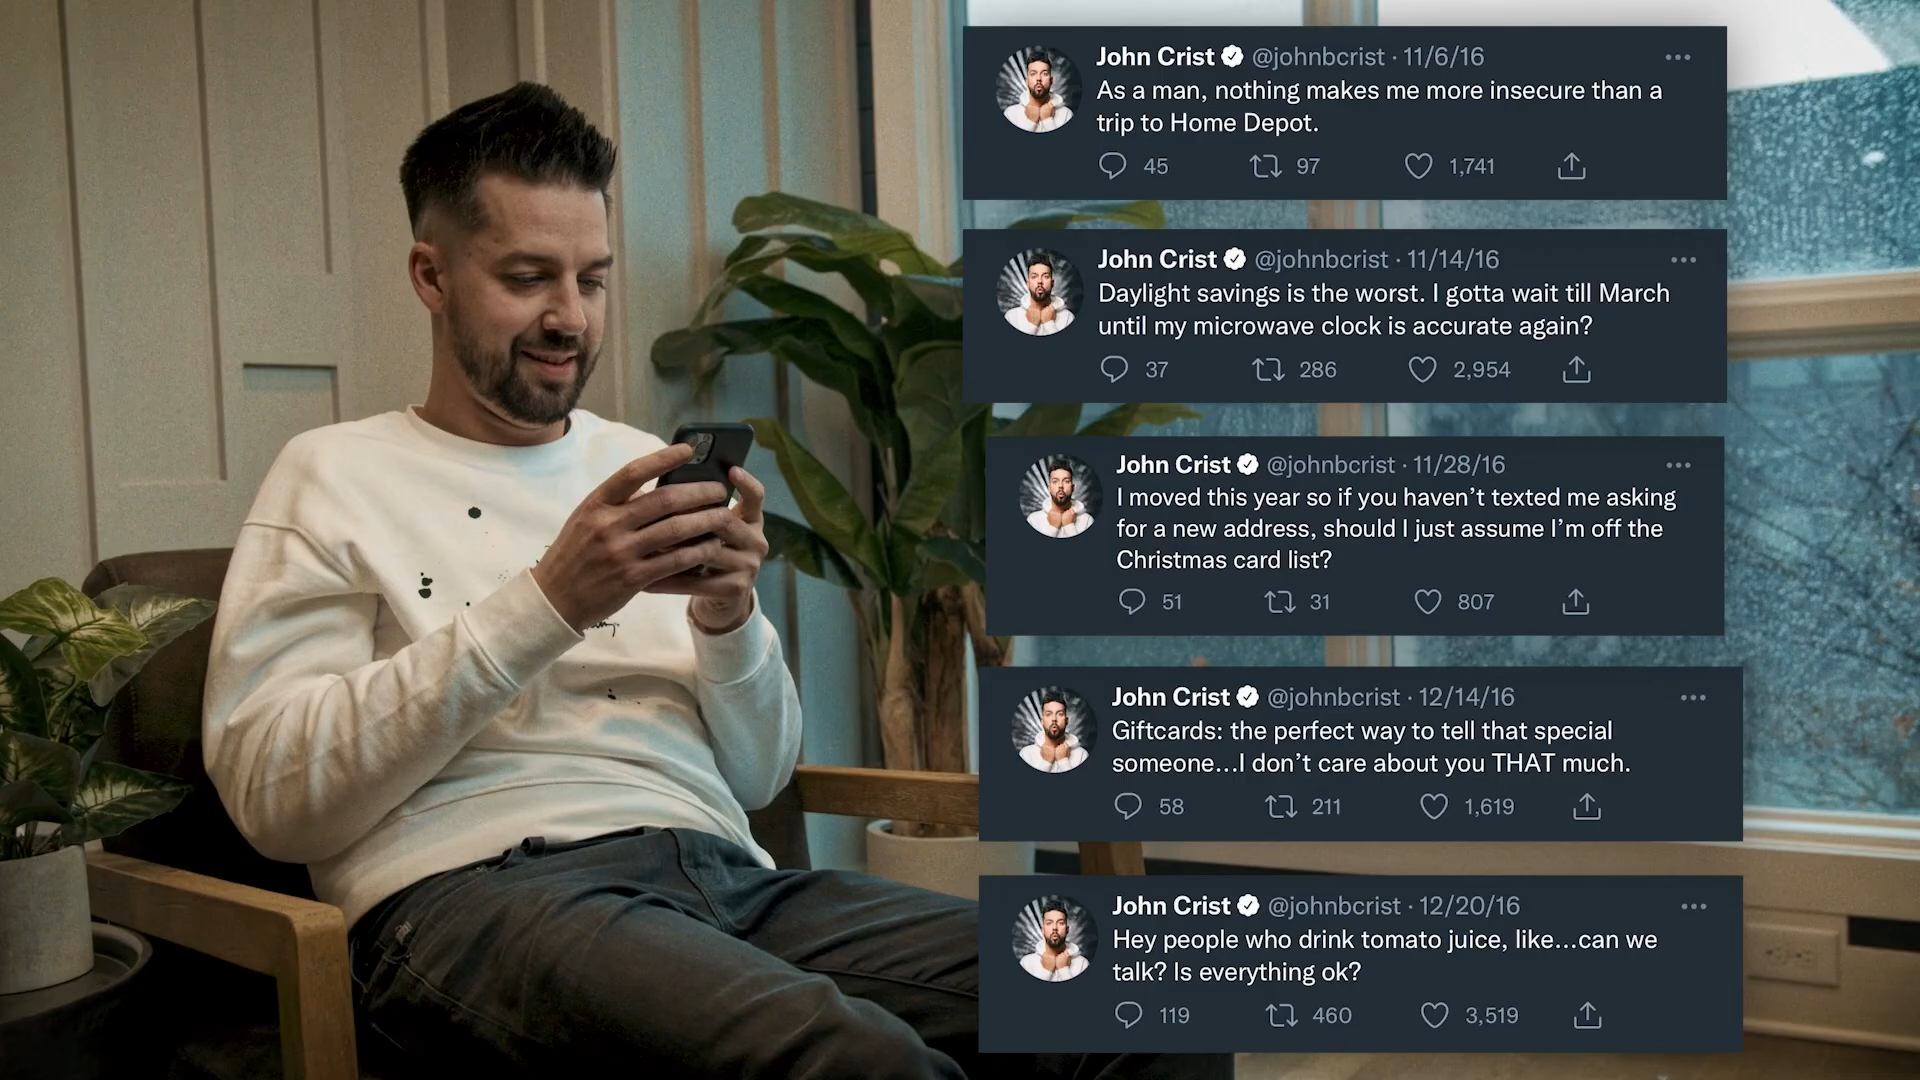 John Crist @johnbcrist · 11/6/16
As a man, nothing makes me more insecure than a
trip to Home Depot.
45 97 1,741
John Crist @johnbcrist · 11/14/16
Daylight savings is the worst. I gotta wait till March
until my microwave clock is accurate again?
37 286 2,954
John Crist @johnbcrist · 11/28/16
I moved this year so if you haven’t texted me asking
for a new address, should I just assume I’m off the
Christmas card list?
51 31 807
John Crist @johnbcrist · 12/14/16
Giftcards: the perfect way to tell that special
someone...I don’t care about you THAT much.
58 211 1,619
John Crist @johnbcrist · 12/20/16
Hey people who drink tomato juice, like...can we
talk? Is everything ok?
119 460 3,519